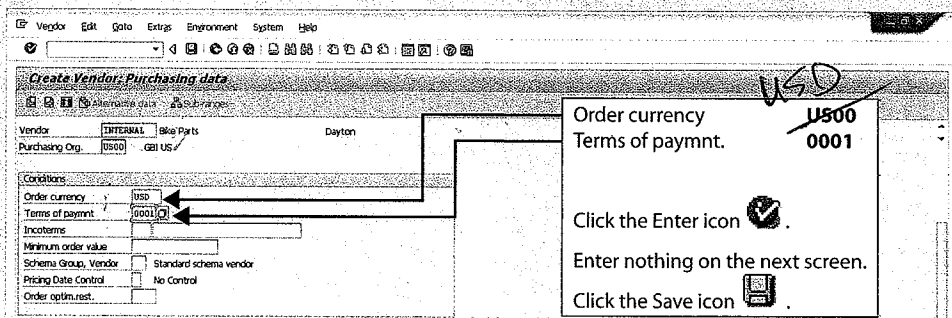 Vendor Edit Goto Extras Environment System Help
Create Vendor: Purchasing data
Alternative data Sub-ranges
Vendor INTERNAL Bike Parts Dayton
Purchasing Org. US00 GBI US
Conditions
Order currency USD
Terms of paymnt 0001
Incoterms
Minimum order value
Schema Group, Vendor Standard schema vendor
Pricing Date Control No Control
Order optim.rest.
USD
Order currency US00
Terms of paymnt. 0001
Click the Enter icon .
Enter nothing on the next screen.
Click the Save icon .